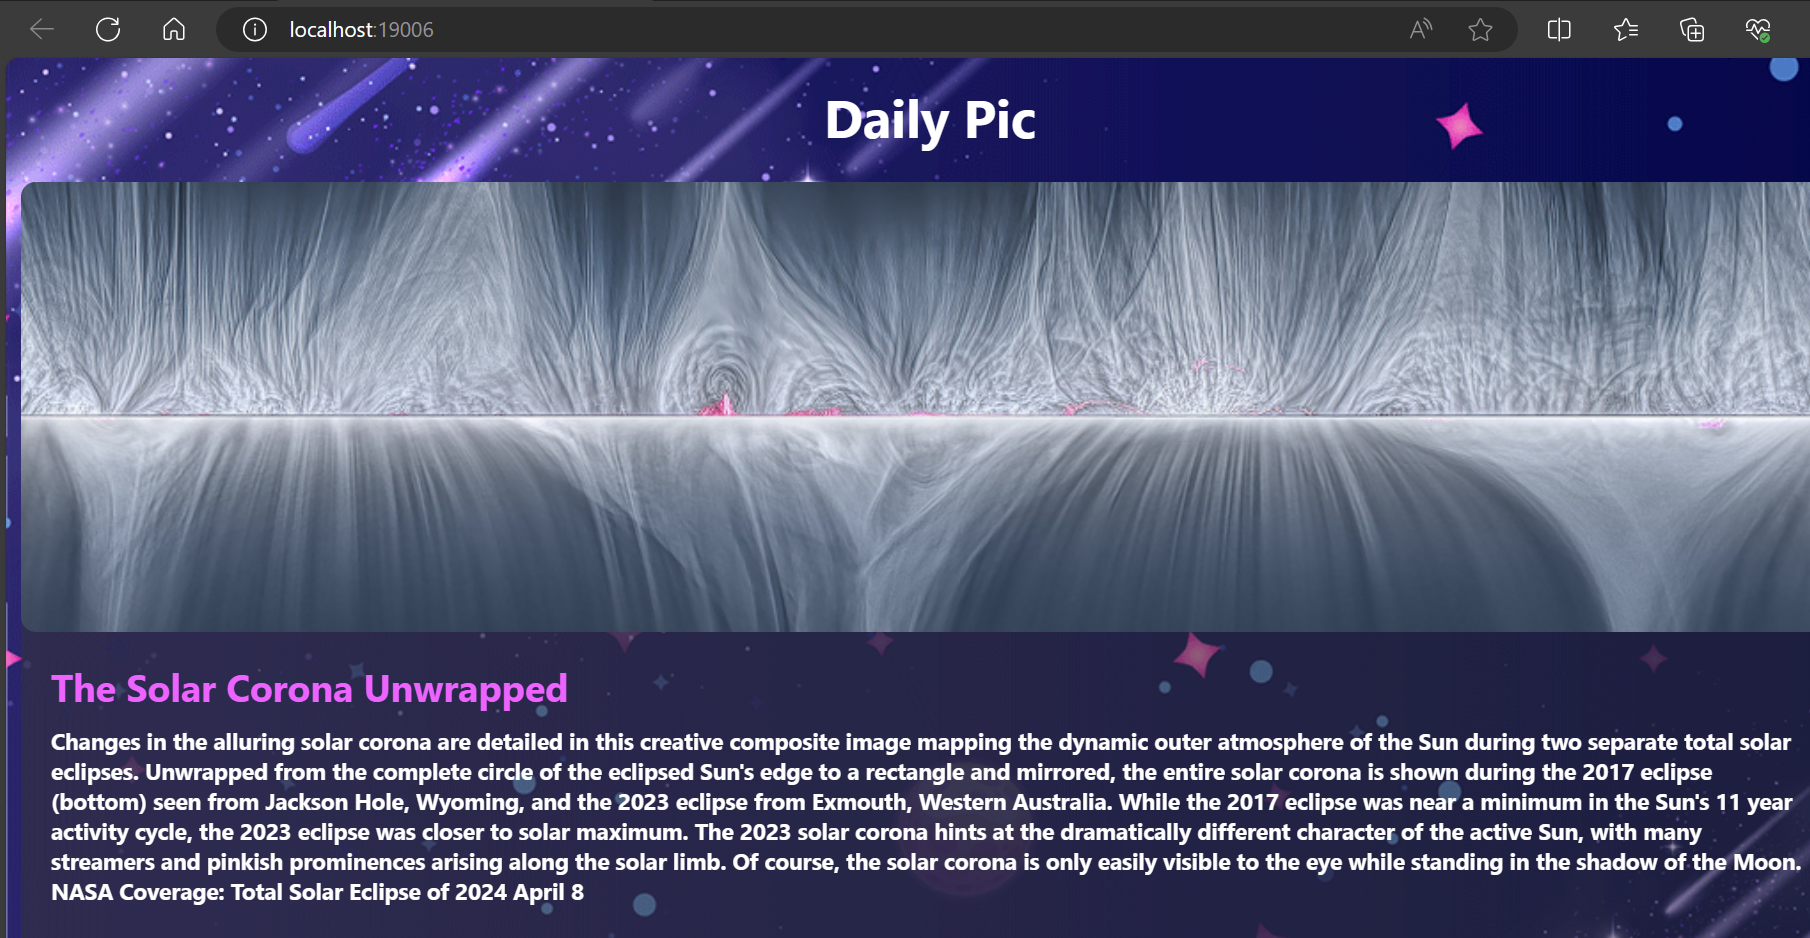 localhost:19006
Daily Pic
The Solar Corona Unwrapped
Changes in the alluring solar corona are detailed in this creative composite image mapping the dynamic outer atmosphere of the Sun during two separate total solar
eclipses. Unwrapped from the complete circle of the eclipsed Sun's edge to a rectangle and mirrored, the entire solar corona is shown during the 2017 eclipse
(bottom) seen from Jackson Hole, Wyoming, and the 2023 eclipse from Exmouth, Western Australia. While the 2017 eclipse was near a minimum in the Sun's 11 year
activity cycle, the 2023 eclipse was closer to solar maximum. The 2023 solar corona hints at the dramatically different character of the active Sun, with many
streamers and pinkish prominences arising along the solar limb. Of course, the solar corona is only easily visible to the eye while standing in the shadow of the Moon.
NASA Coverage: Total Solar Eclipse of 2024 April 8